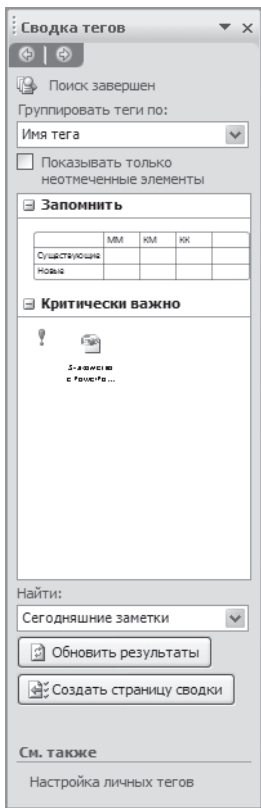 Сводка тегов
Поиск завершен
Группировать теги по:
Имя тега
Показывать только
неотмеченные элементы
Запомнить
ММ КМ КК
Существующие
Новые
Критически важно
Найти:
Сегодняшние заметки
Обновить результаты
Создать страницу сводки
См. также
Настройка личных тегов